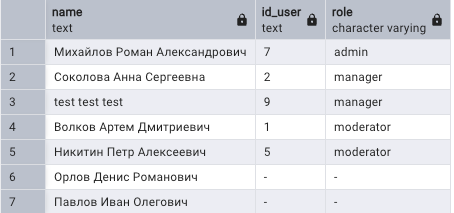 name id_user role
text text character varying
1 Михайлов Роман Александрович 7 admin
2 Соколова Анна Сергеевна 2 manager
3 test test test 9 manager
4 Волков Артем Дмитриевич 1 moderator
5 Никитин Петр Алексеевич 5 moderator
6 Орлов Денис Романович - -
7 Павлов Иван Олегович - -